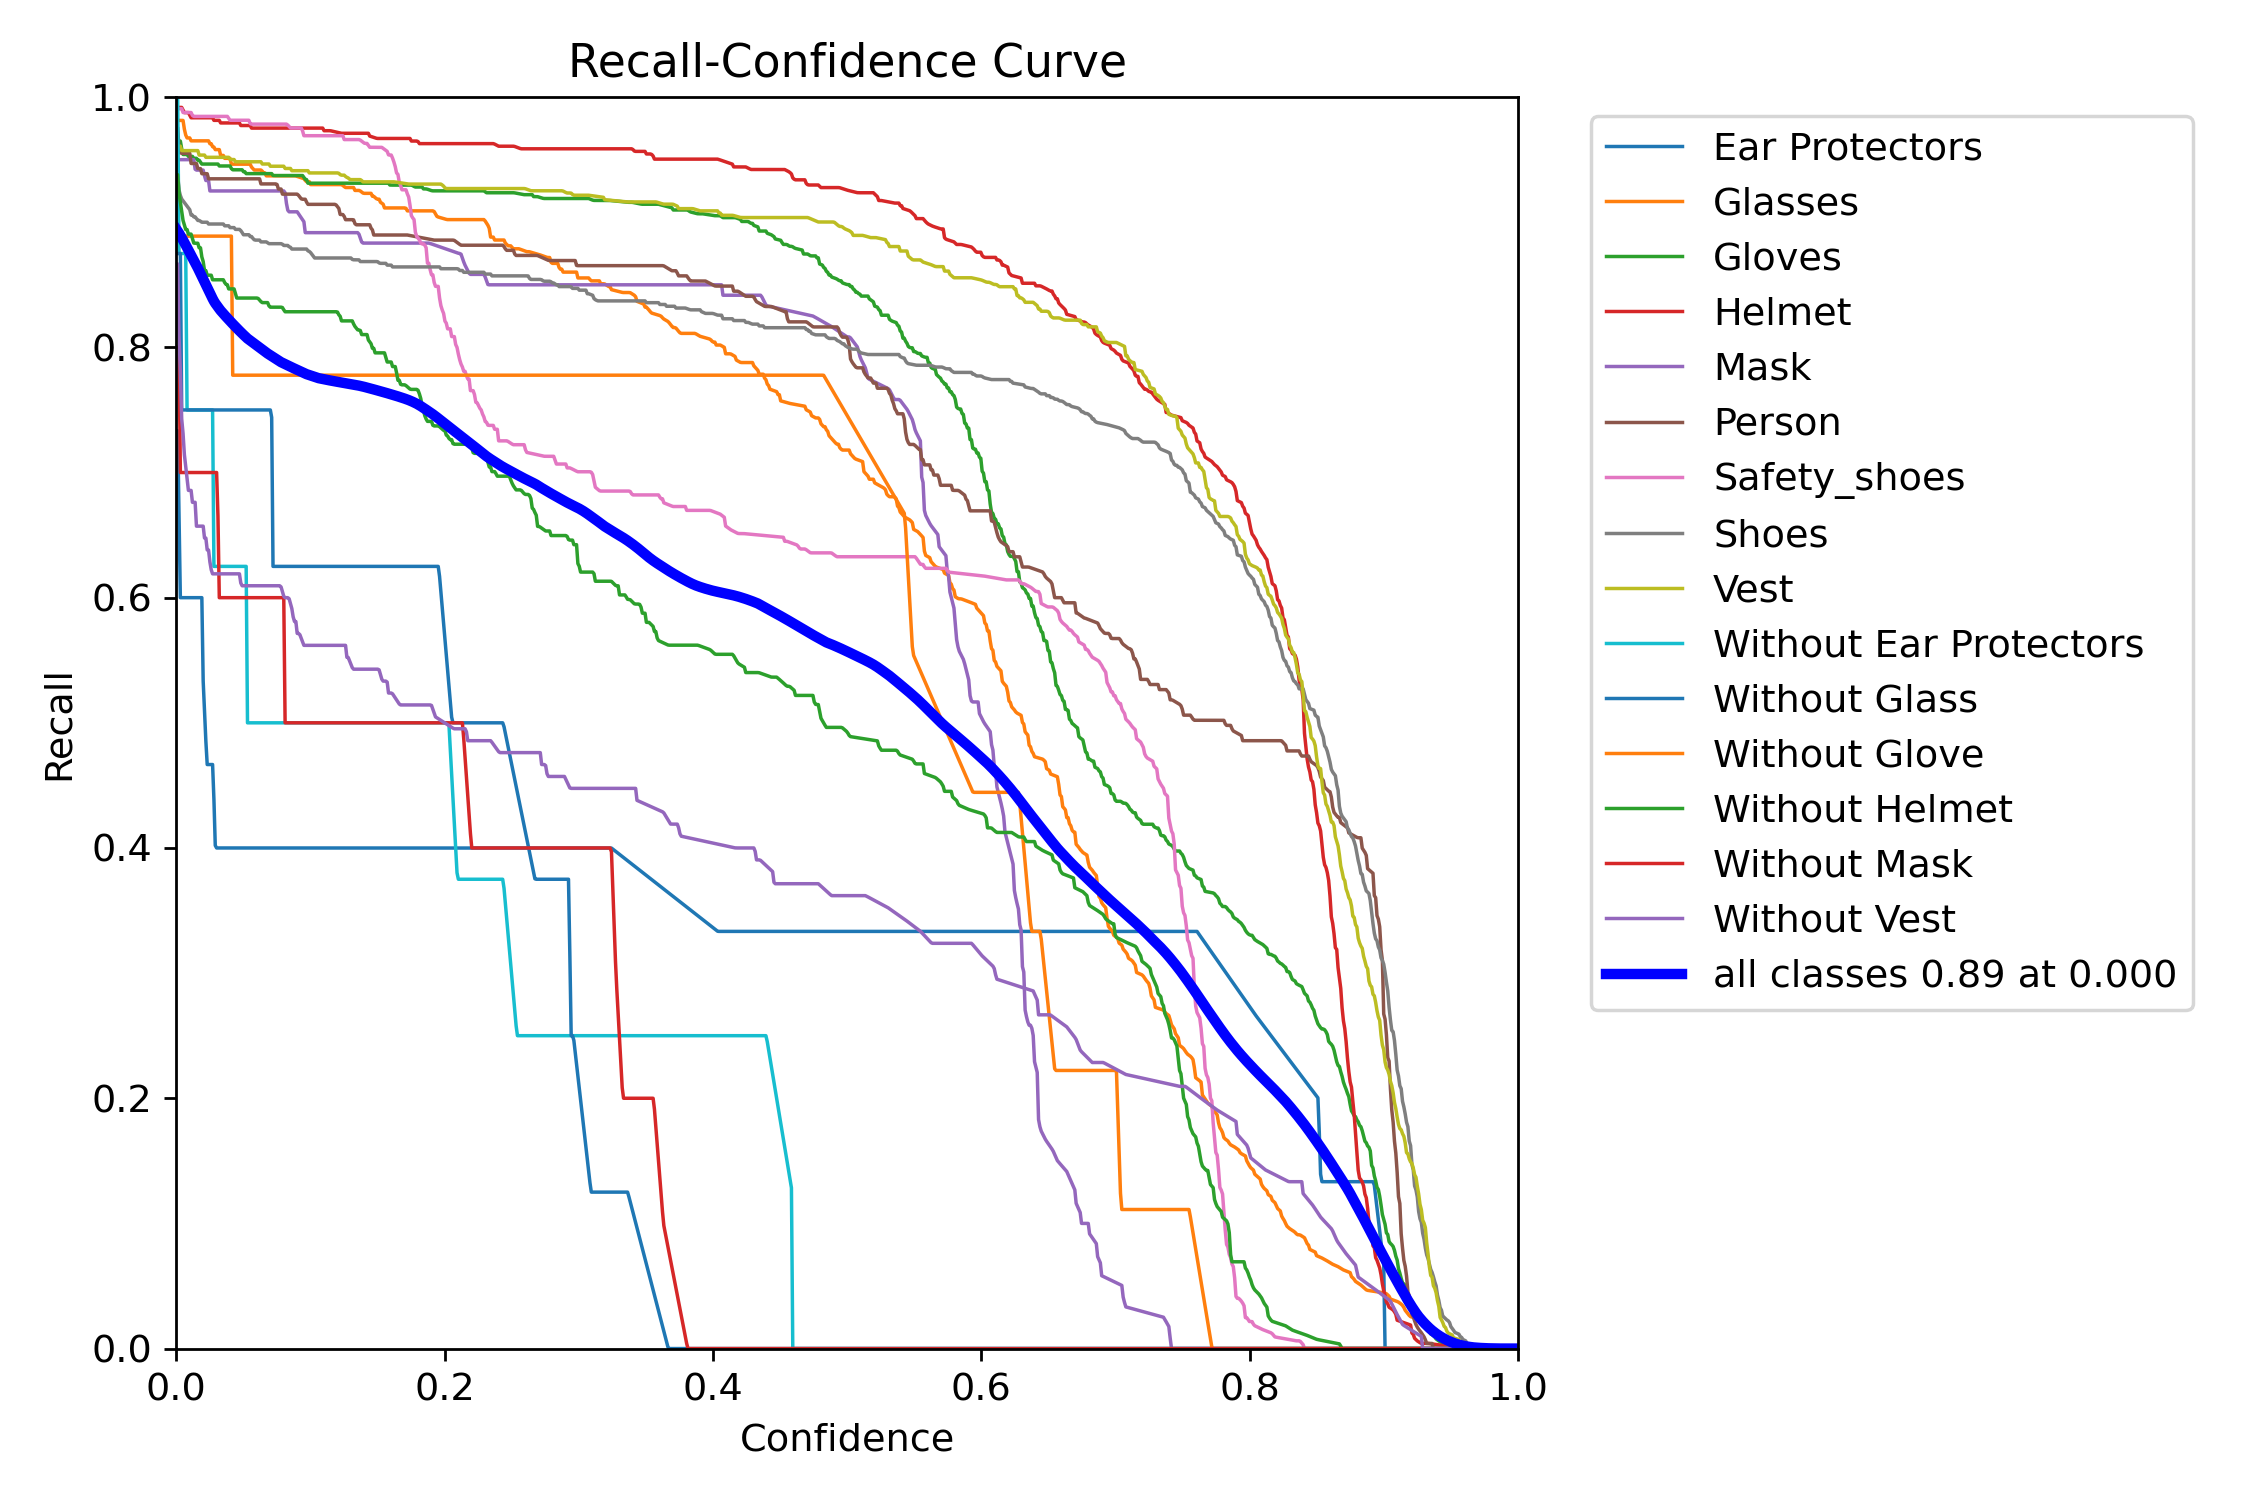 Recall-Confidence Curve
1.0
0.8
0.6
0.4
0.2
0.0
Recall
0.0 0.2 0.4 0.6 0.8 1.0
Confidence
Ear Protectors
Glasses
Gloves
Helmet
Mask
Person
Safety_shoes
Shoes
Vest
Without Ear Protectors
Without Glass
Without Glove
Without Helmet
Without Mask
Without Vest
all classes 0.89 at 0.000